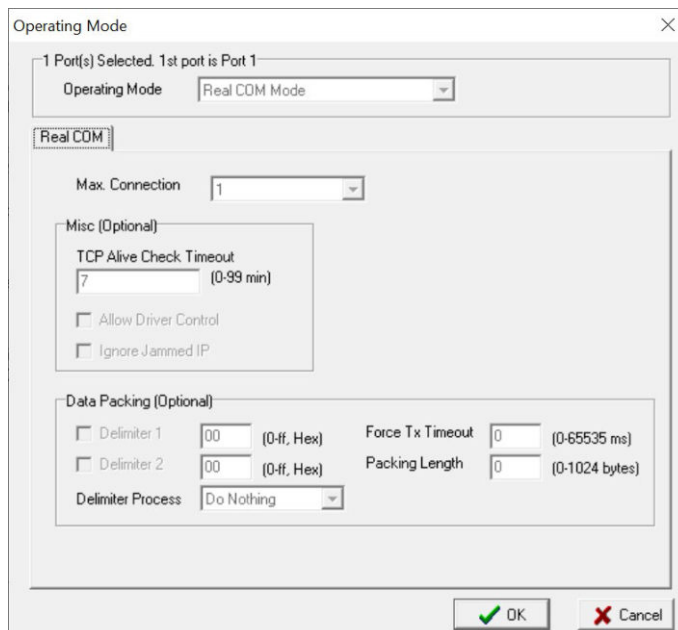 Operating Mode
1 Port(s) Selected. 1st port is Port 1
Operating Mode Real COM Mode
Real COM
Max. Connection 1
Misc (Optional)
TCP Alive Check Timeout
7 (0-99 min)
Allow Driver Control
Ignore Jammed IP
Data Packing (Optional)
Delimiter 1 00 (0-ff, Hex) Force Tx Timeout 0 (0-65535 ms)
Delimiter 2 00 (0-ff, Hex) Packing Length 0 (0-1024 bytes)
Delimiter Process Do Nothing
OK Cancel